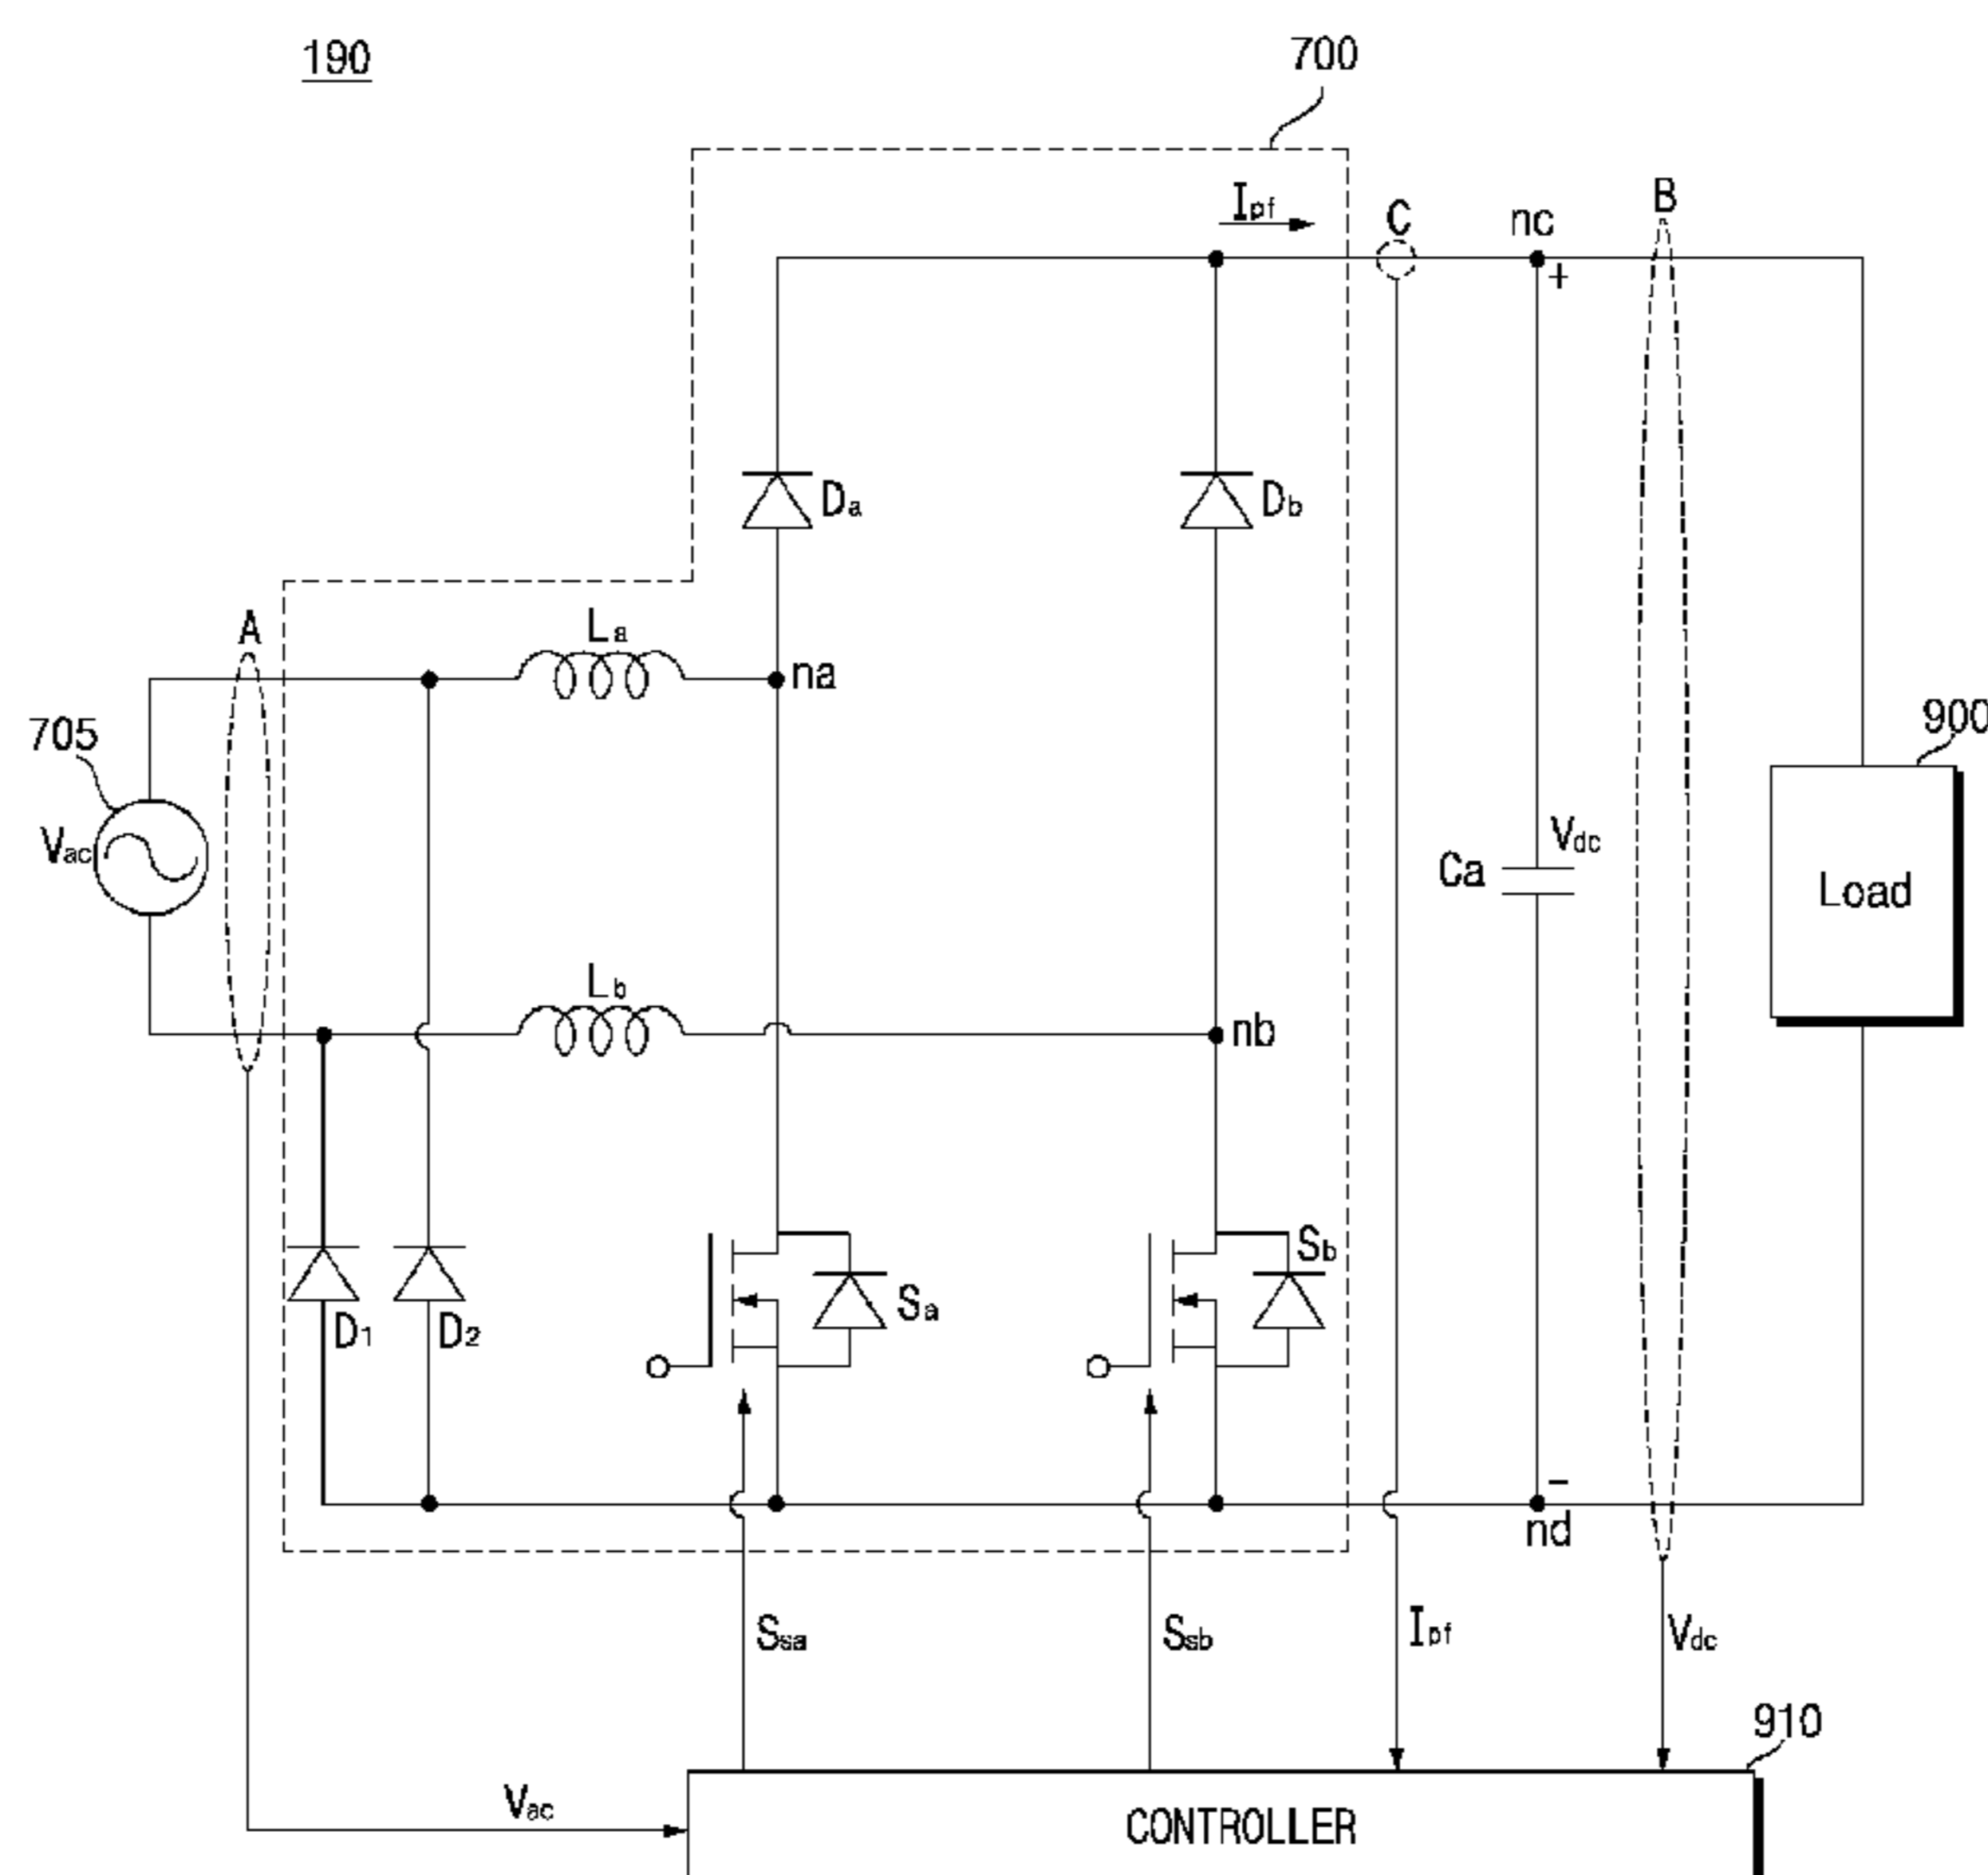 190
700
Ipf
C
nc
B
+
Da
Db
A
La
na
705
900
Vac
Vdc
Ca
Load
Lb
nb
Sb
Sa
D1
D2
-
nd
Ssa
Ssb
Ipf
Vdc
910
Vac
CONTROLLER